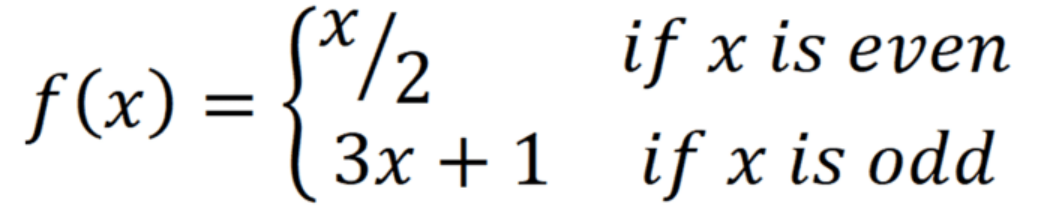 x/2 if x is even
f(x) = {
3x + 1 if x is odd